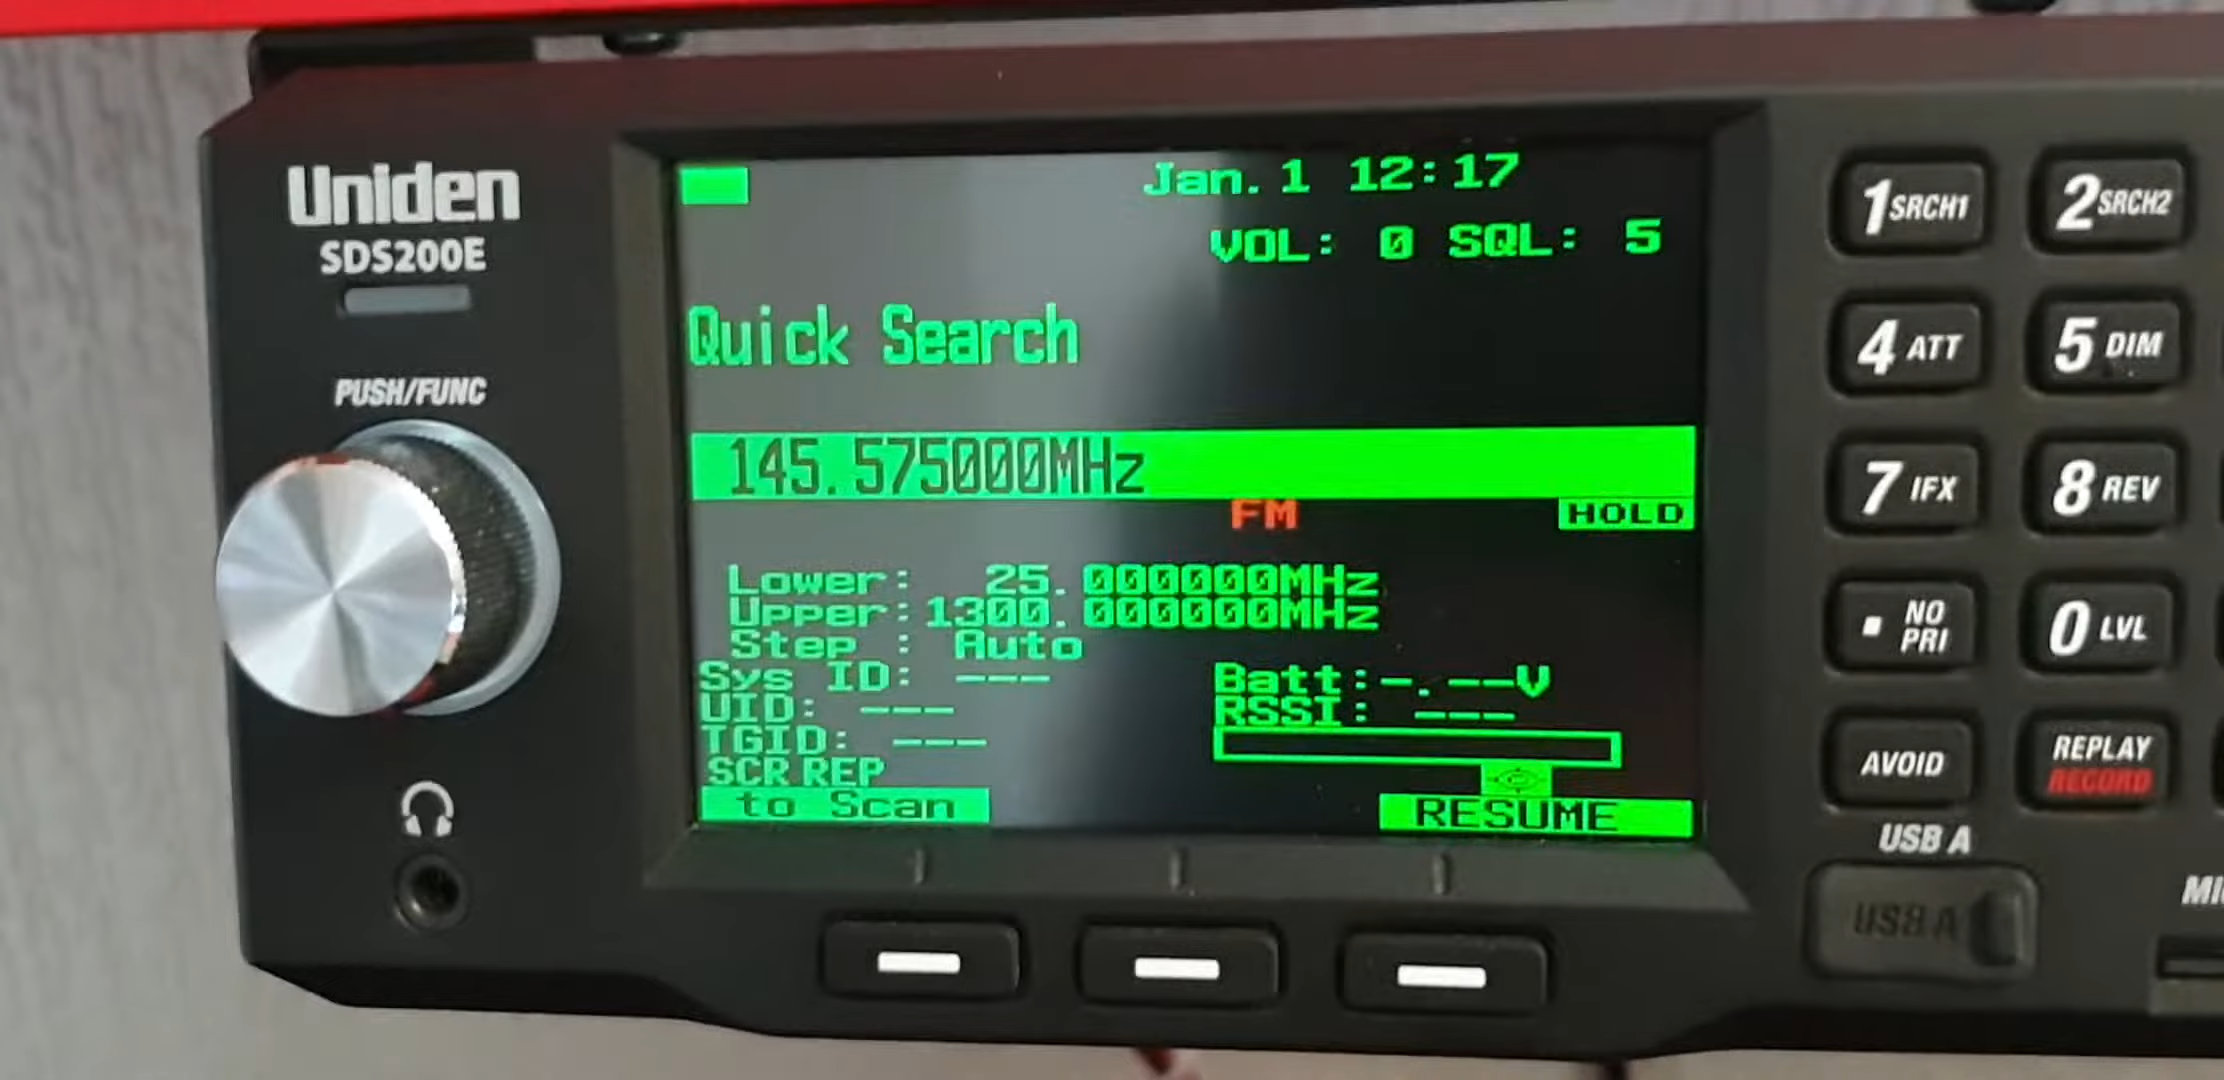 Uniden
SDS200E
PUSH/FUNC
Jan. 1 12:17
VOL: 0 SQL: 5
Quick Search
145.575000MHz
FM
HOLD
Lower: 25.000000MHz
Upper:1300.000000MHz
Step : Auto
Sys ID: ---
UID: ---
TGID: ---
SCR REP
Batt:-.--V
RSSI: ---
to Scan
RESUME
1 SRCH1
2 SRCH2
4 ATT
5 DIM
7 IFX
8 REV
. NO PRI
0 LVL
AVOID
REPLAY
RECORD
USB A
USB A